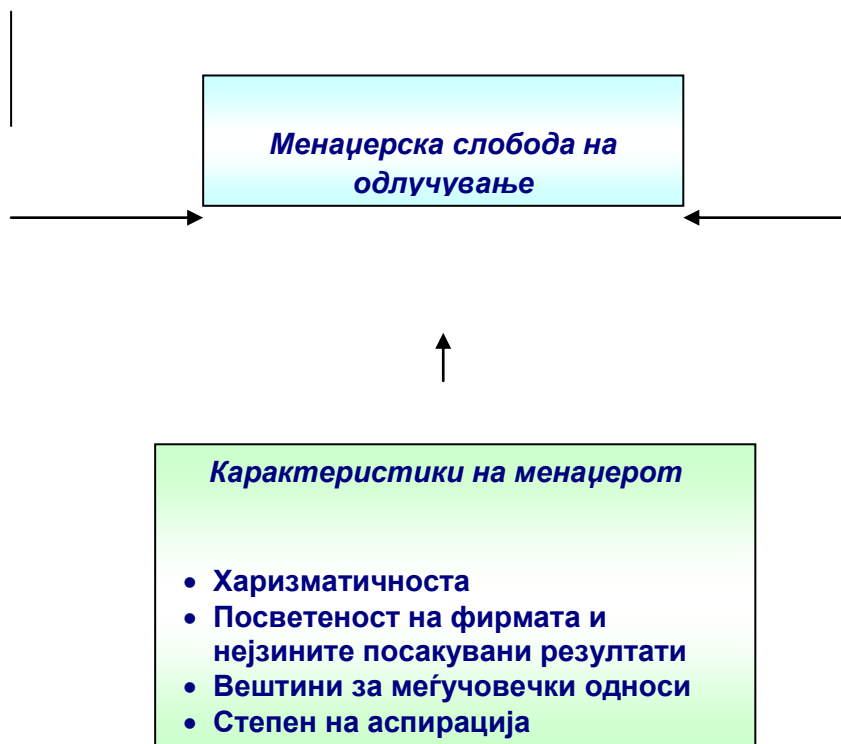 Менаџерска слобода на
одлучување
Карактеристики на менаџерот
• Харизматичноста
• Посветеност на фирмата и
нејзините посакувани резултати
• Вештини за меѓучовечки односи
• Степен на аспирација